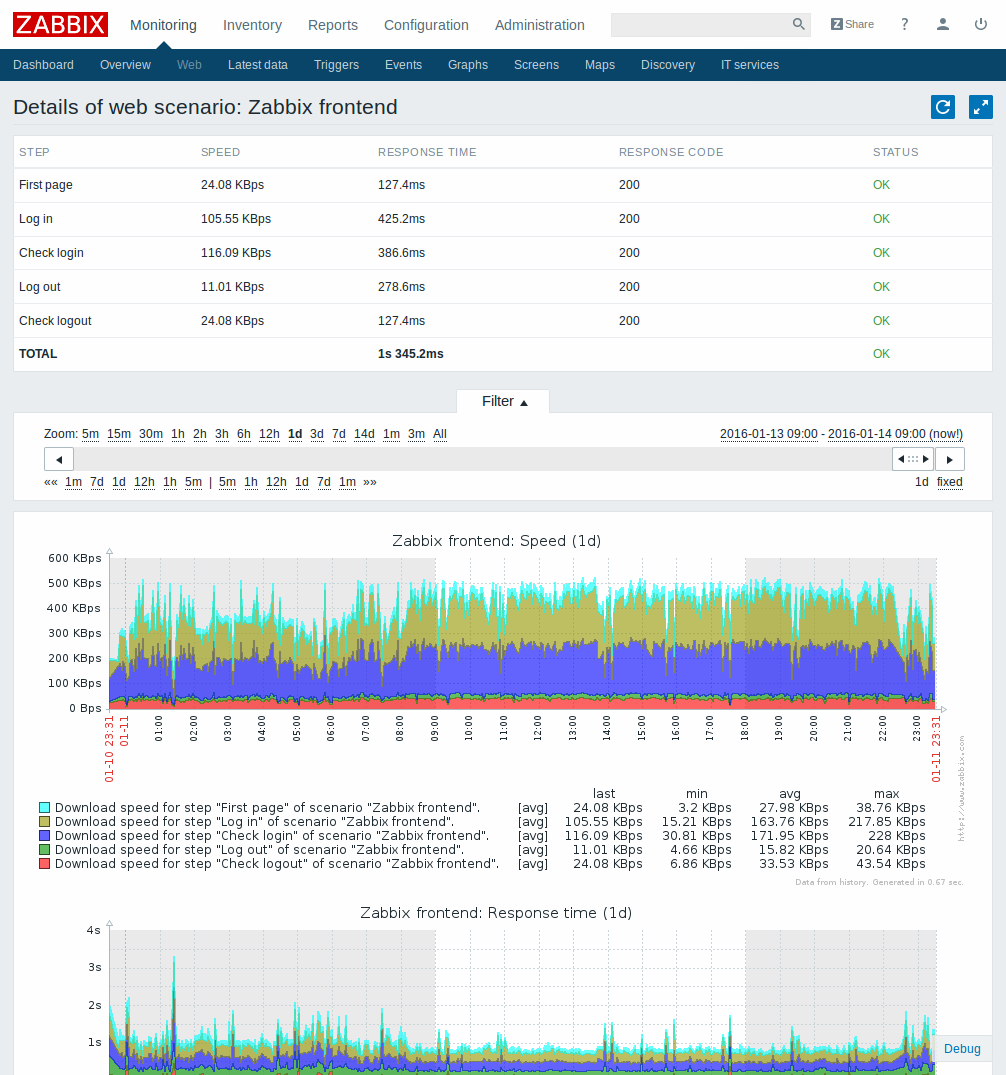 ZABBIX Monitoring Inventory Reports Configuration Administration Z Share ?
Dashboard Overview Web Latest data Triggers Events Graphs Screens Maps Discovery IT services
Details of web scenario: Zabbix frontend
STEP SPEED RESPONSE TIME RESPONSE CODE STATUS
First page 24.08 KBps 127.4ms 200 OK
Log in 105.55 KBps 425.2ms 200 OK
Check login 116.09 KBps 386.6ms 200 OK
Log out 11.01 KBps 278.6ms 200 OK
Check logout 24.08 KBps 127.4ms 200 OK
TOTAL 1s 345.2ms OK
Filter ▲
Zoom: 5m 15m 30m 1h 2h 3h 6h 12h 1d 3d 7d 14d 1m 3m All 2016-01-13 09:00 - 2016-01-14 09:00 (now!)
«« 1m 7d 1d 12h 1h 5m | 5m 1h 12h 1d 7d 1m »» 1d fixed
Zabbix frontend: Speed (1d)
600 KBps
500 KBps
400 KBps
300 KBps
200 KBps
100 KBps
0 Bps
01-10 23:31 01-11 01:00 02:00 03:00 04:00 05:00 06:00 07:00 08:00 09:00 10:00 11:00 12:00 13:00 14:00 15:00 16:00 17:00 18:00 19:00 20:00 21:00 22:00 23:00 01-11 23:31
http://www.zabbix.com
last min avg max
Download speed for step "First page" of scenario "Zabbix frontend". [avg] 24.08 KBps 3.2 KBps 27.98 KBps 38.76 KBps
Download speed for step "Log in" of scenario "Zabbix frontend". [avg] 105.55 KBps 15.21 KBps 163.76 KBps 217.85 KBps
Download speed for step "Check login" of scenario "Zabbix frontend". [avg] 116.09 KBps 30.81 KBps 171.95 KBps 228 KBps
Download speed for step "Log out" of scenario "Zabbix frontend". [avg] 11.01 KBps 4.66 KBps 15.82 KBps 20.64 KBps
Download speed for step "Check logout" of scenario "Zabbix frontend". [avg] 24.08 KBps 6.86 KBps 33.53 KBps 43.54 KBps
Data from history. Generated in 0.67 sec.
Zabbix frontend: Response time (1d)
4s
3s
2s
1s
Debug